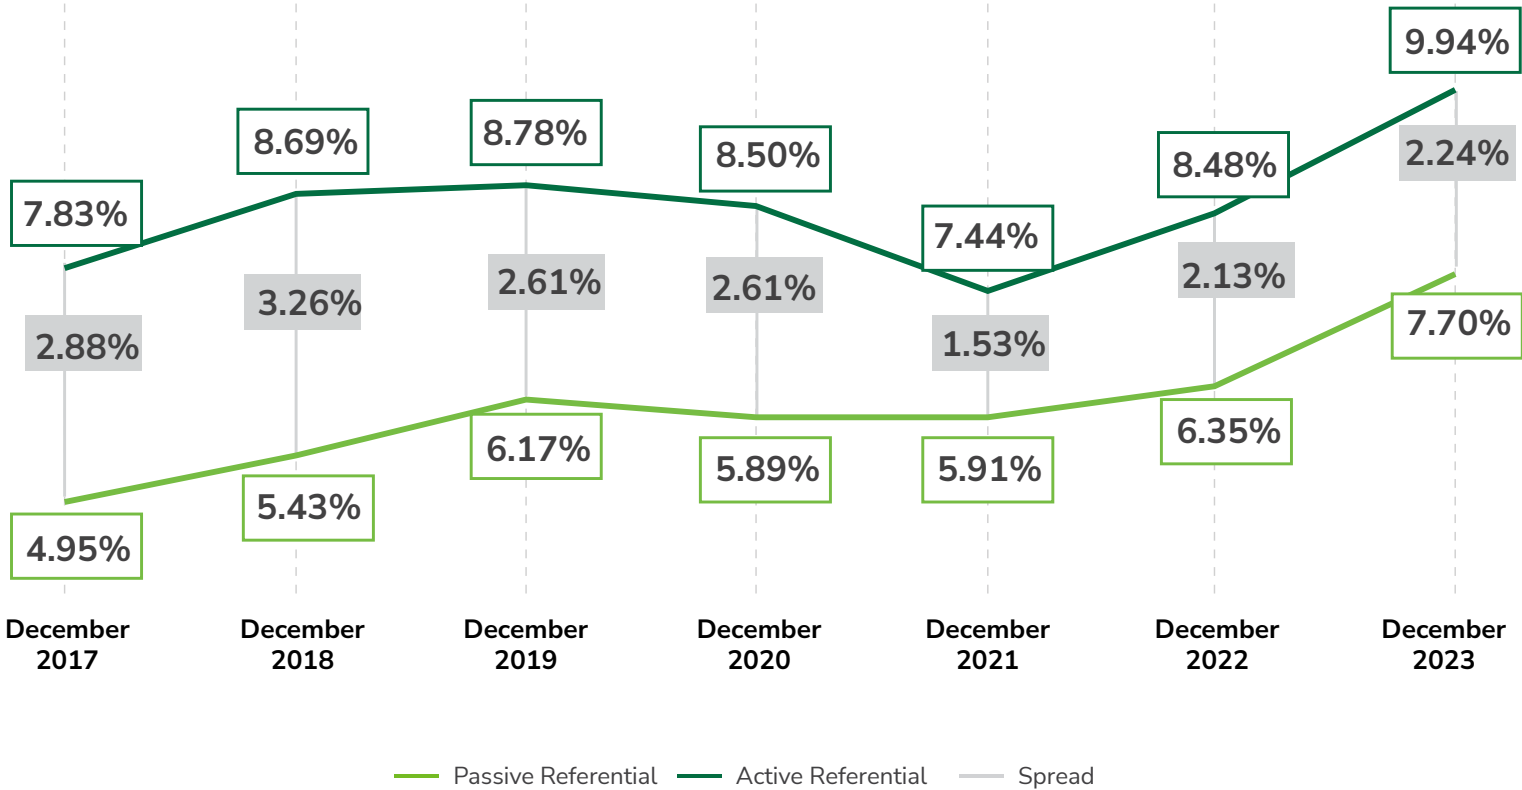 9.94%
8.78%
8.69%
8.50%
8.48%
2.24%
7.83%
7.44%
2.61%
2.13%
2.61%
3.26%
7.70%
2.88%
1.53%
6.35%
6.17%
5.89%
5.91%
5.43%
4.95%
December
2017
December
2018
December
2019
December
2020
December
2021
December
2022
December
2023
Passive Referential
Active Referential
Spread